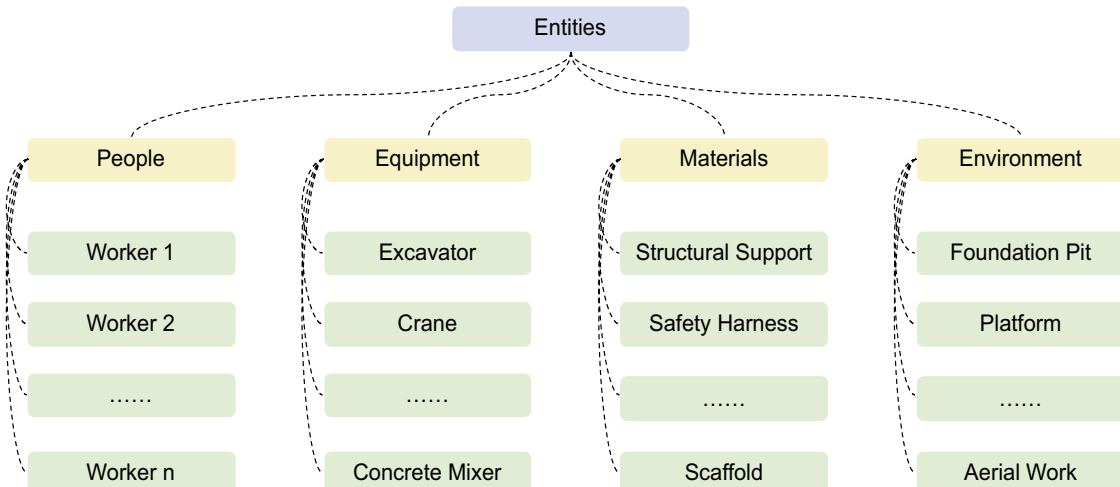 Entities
People
Equipment
Materials
Environment
Worker 1
Excavator
Structural Support
Foundation Pit
Worker 2
Crane
Safety Harness
Platform
……
……
……
……
Worker n
Concrete Mixer
Scaffold
Aerial Work